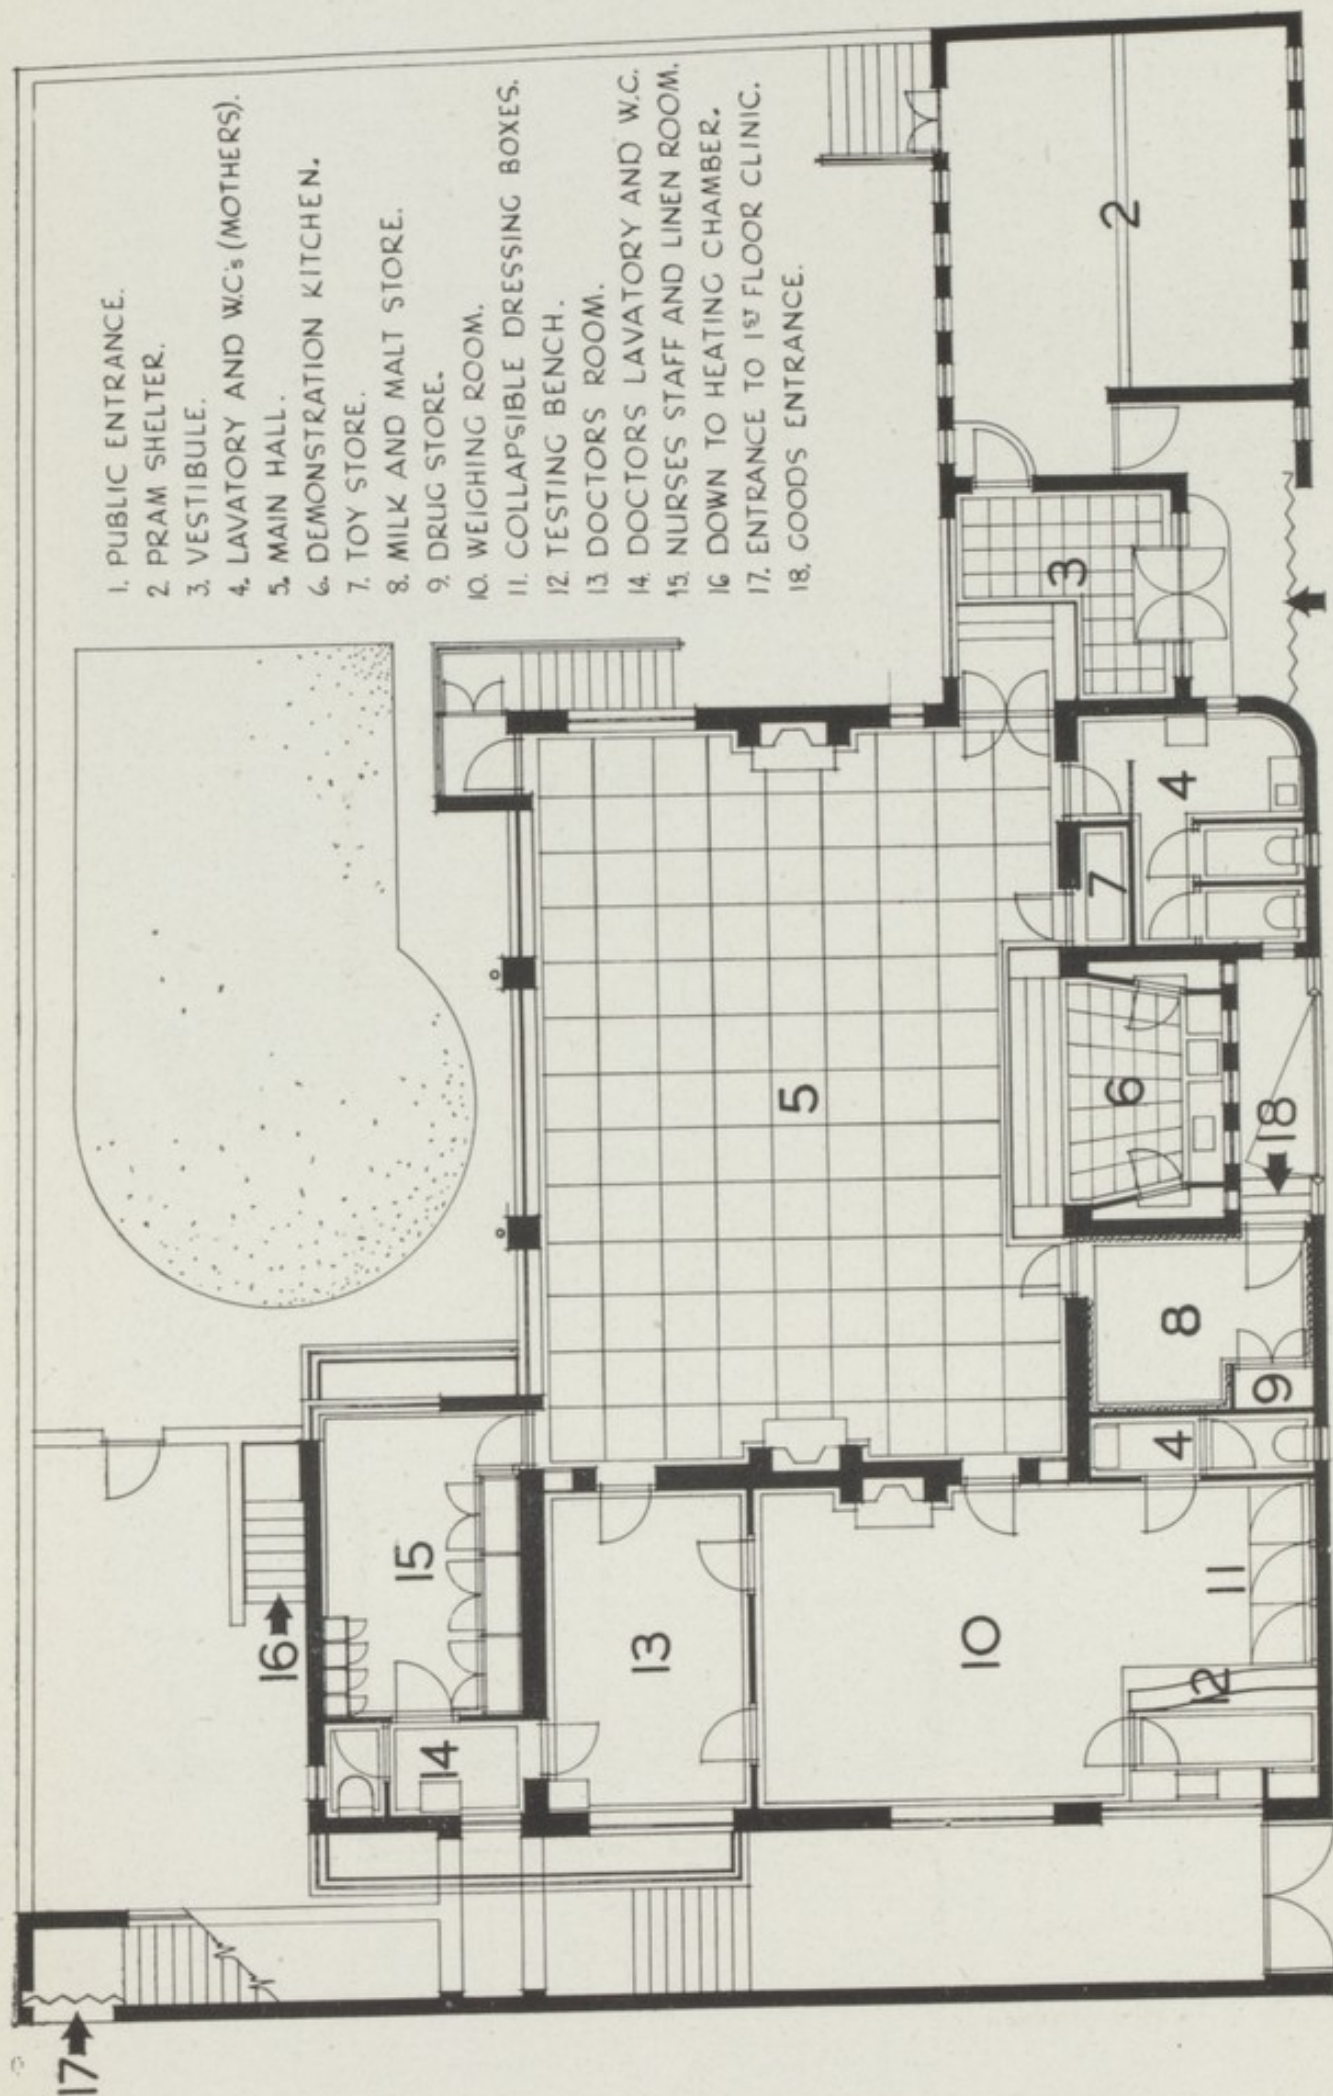 1. PUBLIC ENTRANCE.
2 PRAM SHELTER.
3. VESTIBULE.
4. LAVATORY AND W.C's (MOTHERS).
5. MAIN HALL.
6. DEMONSTRATION KITCHEN.
7. TOY STORE.
8. MILK AND MALT STORE.
9. DRUG STORE.
10. WEIGHING ROOM.
11. COLLAPSIBLE DRESSING BOXES.
12. TESTING BENCH.
13. DOCTORS ROOM.
14. DOCTORS LAVATORY AND W.C.
15. NURSES STAFF AND LINEN ROOM.
16 DOWN TO HEATING CHAMBER.
17. ENTRANCE TO 1ST FLOOR CLINIC.
18. GOODS ENTRANCE.
17
16
15
14
13
5
10
3
2
12
11
4
9
8
6
18
7
4